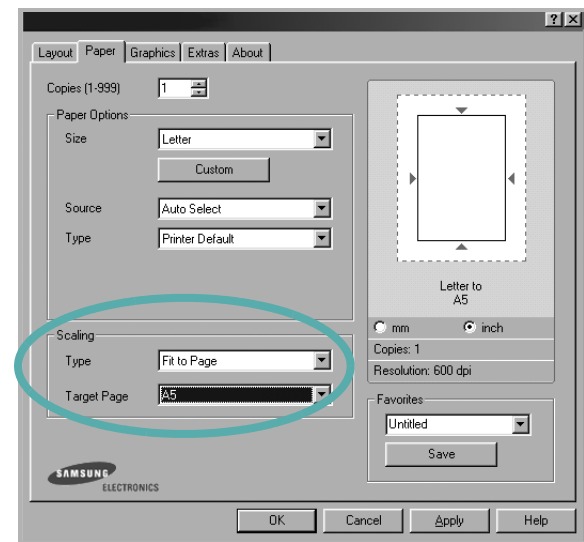 Layout Paper Graphics Extras About
Copies (1-999) 1
Paper Options
Size Letter
Custom
Source Auto Select
Type Printer Default
Letter to
A5
mm inch
Copies: 1
Resolution: 600 dpi
Scaling
Type Fit to Page
Target Page A5
Favorites
Untitled
Save
SAMSUNG
ELECTRONICS
OK Cancel Apply Help